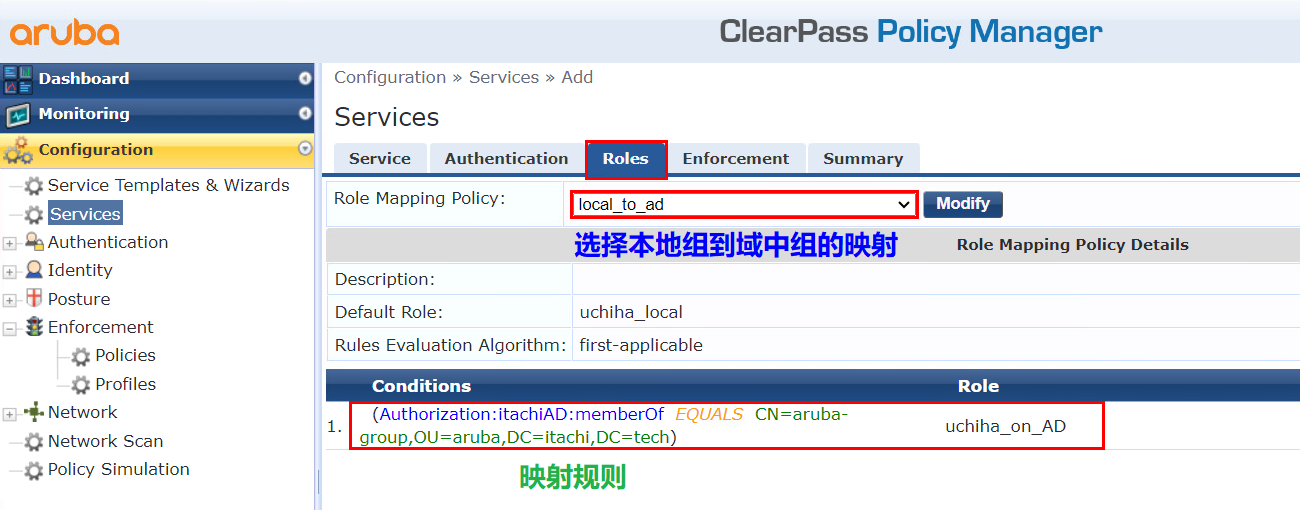 aruba
ClearPass Policy Manager
Dashboard
Monitoring
Configuration
Service Templates & Wizards
Services
Authentication
Identity
Posture
Enforcement
Policies
Profiles
Network
Network Scan
Policy Simulation
Configuration » Services » Add
Services
Service Authentication Roles Enforcement Summary
Role Mapping Policy: local_to_ad Modify
选择本地组到域中组的映射 Role Mapping Policy Details
Description:
Default Role: uchiha_local
Rules Evaluation Algorithm: first-applicable
Conditions Role
1. (Authorization:itachiAD:memberOf EQUALS CN=aruba-
group,OU=aruba,DC=itachi,DC=tech) uchiha_on_AD
映射规则